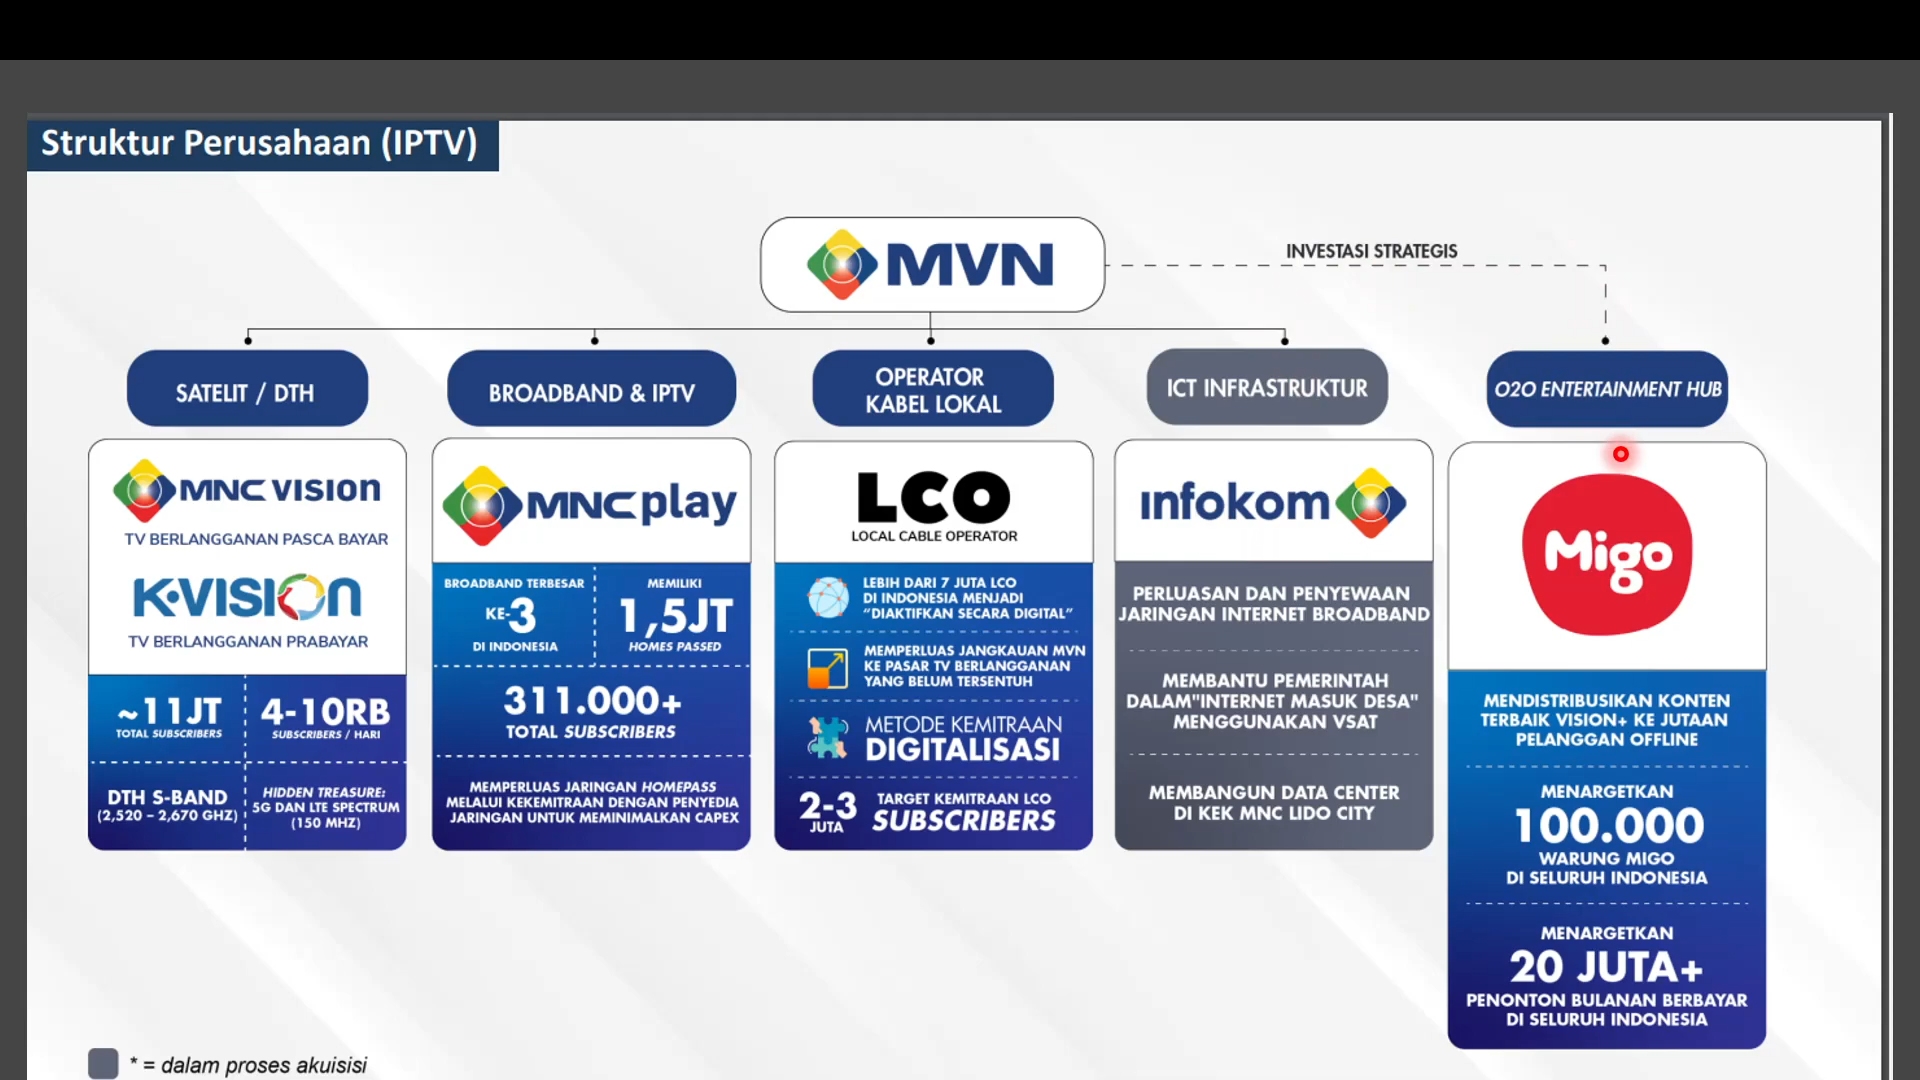 Struktur Perusahaan (IPTV)
MVN
INVESTASI STRATEGIS
SATELIT / DTH
MNC VISION
TV BERLANGGANAN PASCA BAYAR
K-VISION
TV BERLANGGANAN PRABAYAR
~11JT
TOTAL SUBSCRIBERS
4-10RB
SUBSCRIBERS / HARI
DTH S-BAND
(2,520 – 2,670 GHZ)
HIDDEN TREASURE:
5G DAN LTE SPECTRUM
(150 MHZ)
BROADBAND & IPTV
MNC play
BROADBAND TERBESAR
KE-3
DI INDONESIA
MEMILIKI
1,5JT
HOMES PASSED
311.000+
TOTAL SUBSCRIBERS
MEMPERLUAS JARINGAN HOMEPASS
MELALUI KEKEMITRAAN DENGAN PENYEDIA
JARINGAN UNTUK MEMINIMALKAN CAPEX
OPERATOR
KABEL LOKAL
LCO
LOCAL CABLE OPERATOR
LEBIH DARI 7 JUTA LCO
DI INDONESIA MENJADI
"DIAKTIFKAN SECARA DIGITAL"
MEMPERLUAS JANGKAUAN MVN
KE PASAR TV BERLANGGANAN
YANG BELUM TERSENTUH
METODE KEMITRAAN
DIGITALISASI
2-3
JUTA
TARGET KEMITRAAN LCO
SUBSCRIBERS
ICT INFRASTRUKTUR
infokom
PERLUASAN DAN PENYEWAAN
JARINGAN INTERNET BROADBAND
MEMBANTU PEMERINTAH
DALAM"INTERNET MASUK DESA"
MENGGUNAKAN VSAT
MEMBANGUN DATA CENTER
DI KEK MNC LIDO CITY
O2O ENTERTAINMENT HUB
Migo
MENDISTRIBUSIKAN KONTEN
TERBAIK VISION+ KE JUTAAN
PELANGGAN OFFLINE
MENARGETKAN
100.000
WARUNG MIGO
DI SELURUH INDONESIA
MENARGETKAN
20 JUTA+
PENONTON BULANAN BERBAYAR
DI SELURUH INDONESIA
* = dalam proses akuisisi